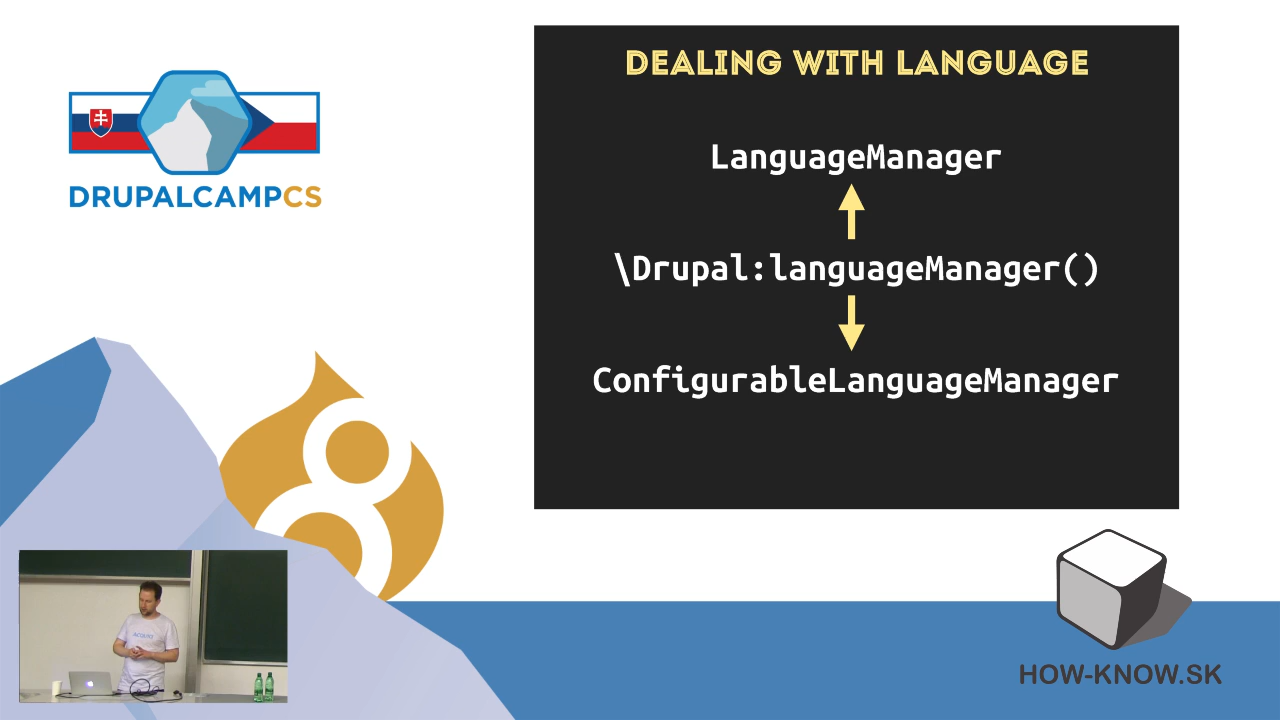 DRUPALCAMPCS
DEALING WITH LANGUAGE
LanguageManager
\Drupal:languageManager()
ConfigurableLanguageManager
HOW-KNOW.SK